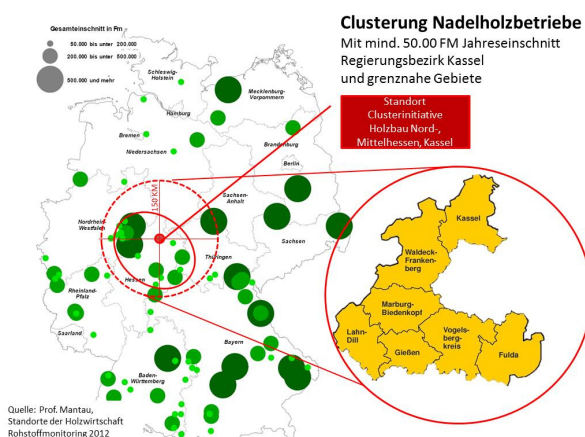 Clusterung Nadelholzbetriebe
Mit mind. 50.00 FM Jahreseinschnitt
Regierungsbezirk Kassel
und grenznahe Gebiete
Standort
Clusterinitiative
Holzbau Nord-,
Mittelhessen, Kassel
Gesamteinschnitt in Fm
50.000 bis unter 200.000
200.000 bis unter 500.000
500.000 und mehr
Schleswig-
Holstein
Mecklenburg-
Vorpommern
Hamburg
Bremen
Niedersachsen
Brandenburg
Berlin
150 KM
Sachsen-
Anhalt
Nordrhein-
Westfalen
Sachsen
Thüringen
Hessen
Rheinland-
Pfalz
Saarland
Bayern
Baden-
Württemberg
Kassel
Waldeck-
Franken-
berg
Marburg-
Biedenkopf
Lahn-
Dill
Gießen
Vogels-
berg-
kreis
Fulda
Quelle: Prof. Mantau,
Standorte der Holzwirtschaft
Rohstoffmonitoring 2012